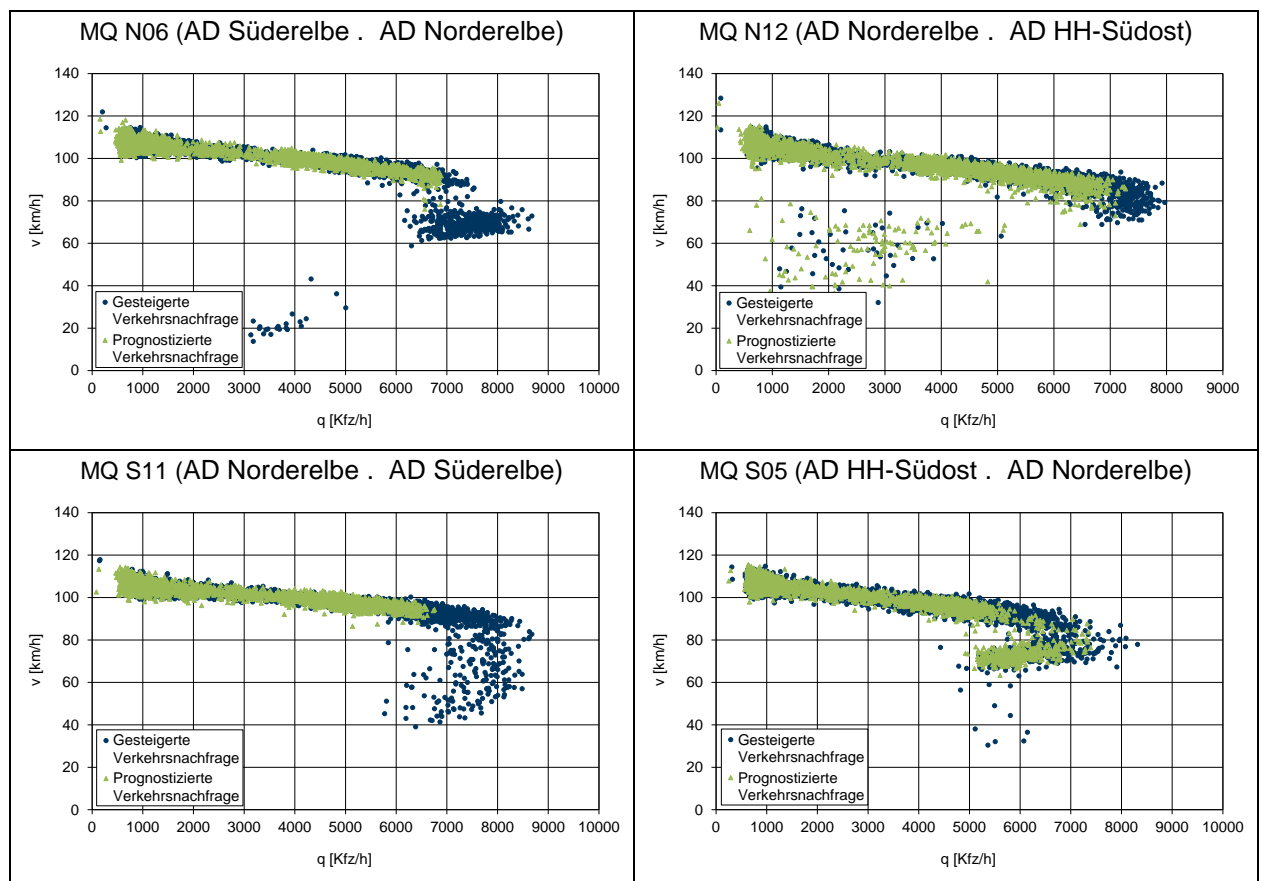 MQ N06 (AD Süderelbe . AD Norderelbe)
140
120
100
80
60
40
20
0
v [km/h]
Gesteigerte
Verkehrsnachfrage
Prognostizierte
Verkehrsnachfrage
0 1000 2000 3000 4000 5000 6000 7000 8000 9000 10000
q [Kfz/h]
MQ N12 (AD Norderelbe . AD HH-Südost)
140
120
100
80
60
40
20
0
v [km/h]
Gesteigerte
Verkehrsnachfrage
Prognostizierte
Verkehrsnachfrage
0 1000 2000 3000 4000 5000 6000 7000 8000 9000
q [Kfz/h]
MQ S11 (AD Norderelbe . AD Süderelbe)
140
120
100
80
60
40
20
0
v [km/h]
Gesteigerte
Verkehrsnachfrage
Prognostizierte
Verkehrsnachfrage
0 1000 2000 3000 4000 5000 6000 7000 8000 9000 10000
q [Kfz/h]
MQ S05 (AD HH-Südost . AD Norderelbe)
140
120
100
80
60
40
20
0
v [km/h]
Gesteigerte
Verkehrsnachfrage
Prognostizierte
Verkehrsnachfrage
0 1000 2000 3000 4000 5000 6000 7000 8000 9000 10000
q [Kfz/h]